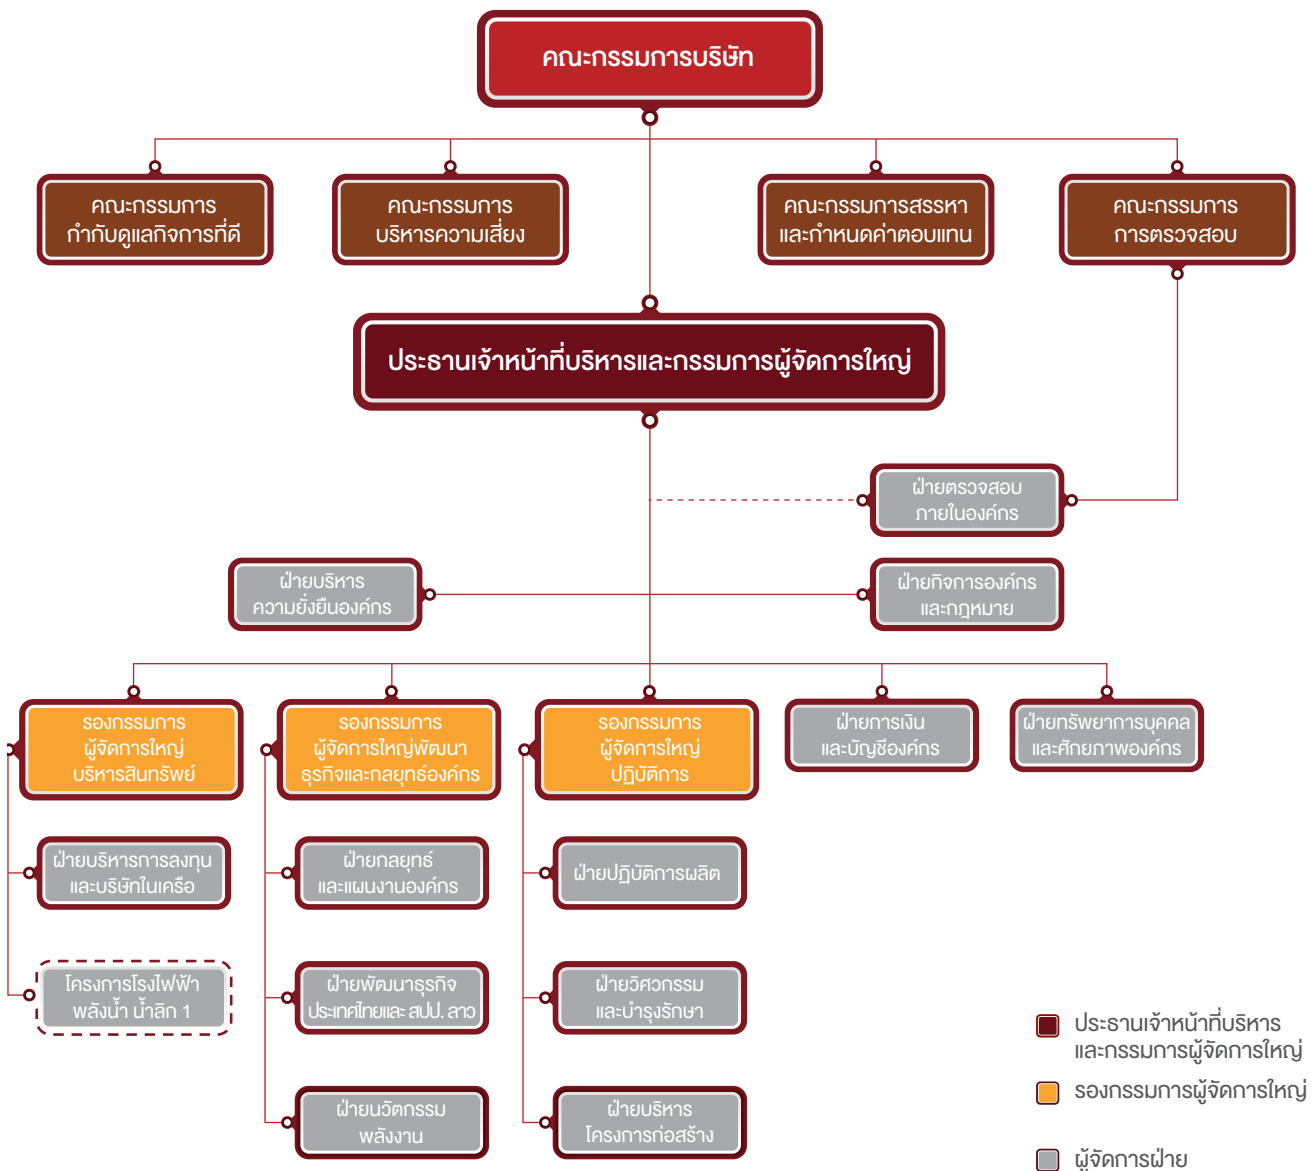 คณะกรรมการบริษัท
คณะกรรมการ
กำกับดูแลกิจการที่ดี
คณะกรรมการ
บริหารความเสี่ยง
คณะกรรมการสรรหา
และกำหนดค่าตอบแทน
คณะกรรมการ
การตรวจสอบ
ประธานเจ้าหน้าที่บริหารและกรรมการผู้จัดการใหญ่
ฝ่ายตรวจสอบ
ภายในองค์กร
ฝ่ายบริหาร
ความยั่งยืนองค์กร
ฝ่ายกิจการองค์กร
และกฎหมาย
รองกรรมการ
ผู้จัดการใหญ่
บริหารสินทรัพย์
รองกรรมการ
ผู้จัดการใหญ่พัฒนา
ธุรกิจและกลยุทธ์องค์กร
รองกรรมการ
ผู้จัดการใหญ่
ปฏิบัติการ
ฝ่ายการเงิน
และบัญชีองค์กร
ฝ่ายทรัพยาการบุคคล
และศักยภาพองค์กร
ฝ่ายบริหารการลงทุน
และบริษัทในเครือ
ฝ่ายกลยุทธ์
และแผนงานองค์กร
ฝ่ายปฏิบัติการผลิต
โครงการโรงไฟฟ้า
พลังน้ำ น้ำลิก 1
ฝ่ายพัฒนาธุรกิจ
ประเทศไทยและ สปป. ลาว
ฝ่ายวิศวกรรม
และบำรุงรักษา
ฝ่ายนวัตกรรม
พลังงาน
ฝ่ายบริหาร
โครงการก่อสร้าง
ประธานเจ้าหน้าที่บริหาร
และกรรมการผู้จัดการใหญ่
รองกรรมการผู้จัดการใหญ่
ผู้จัดการฝ่าย